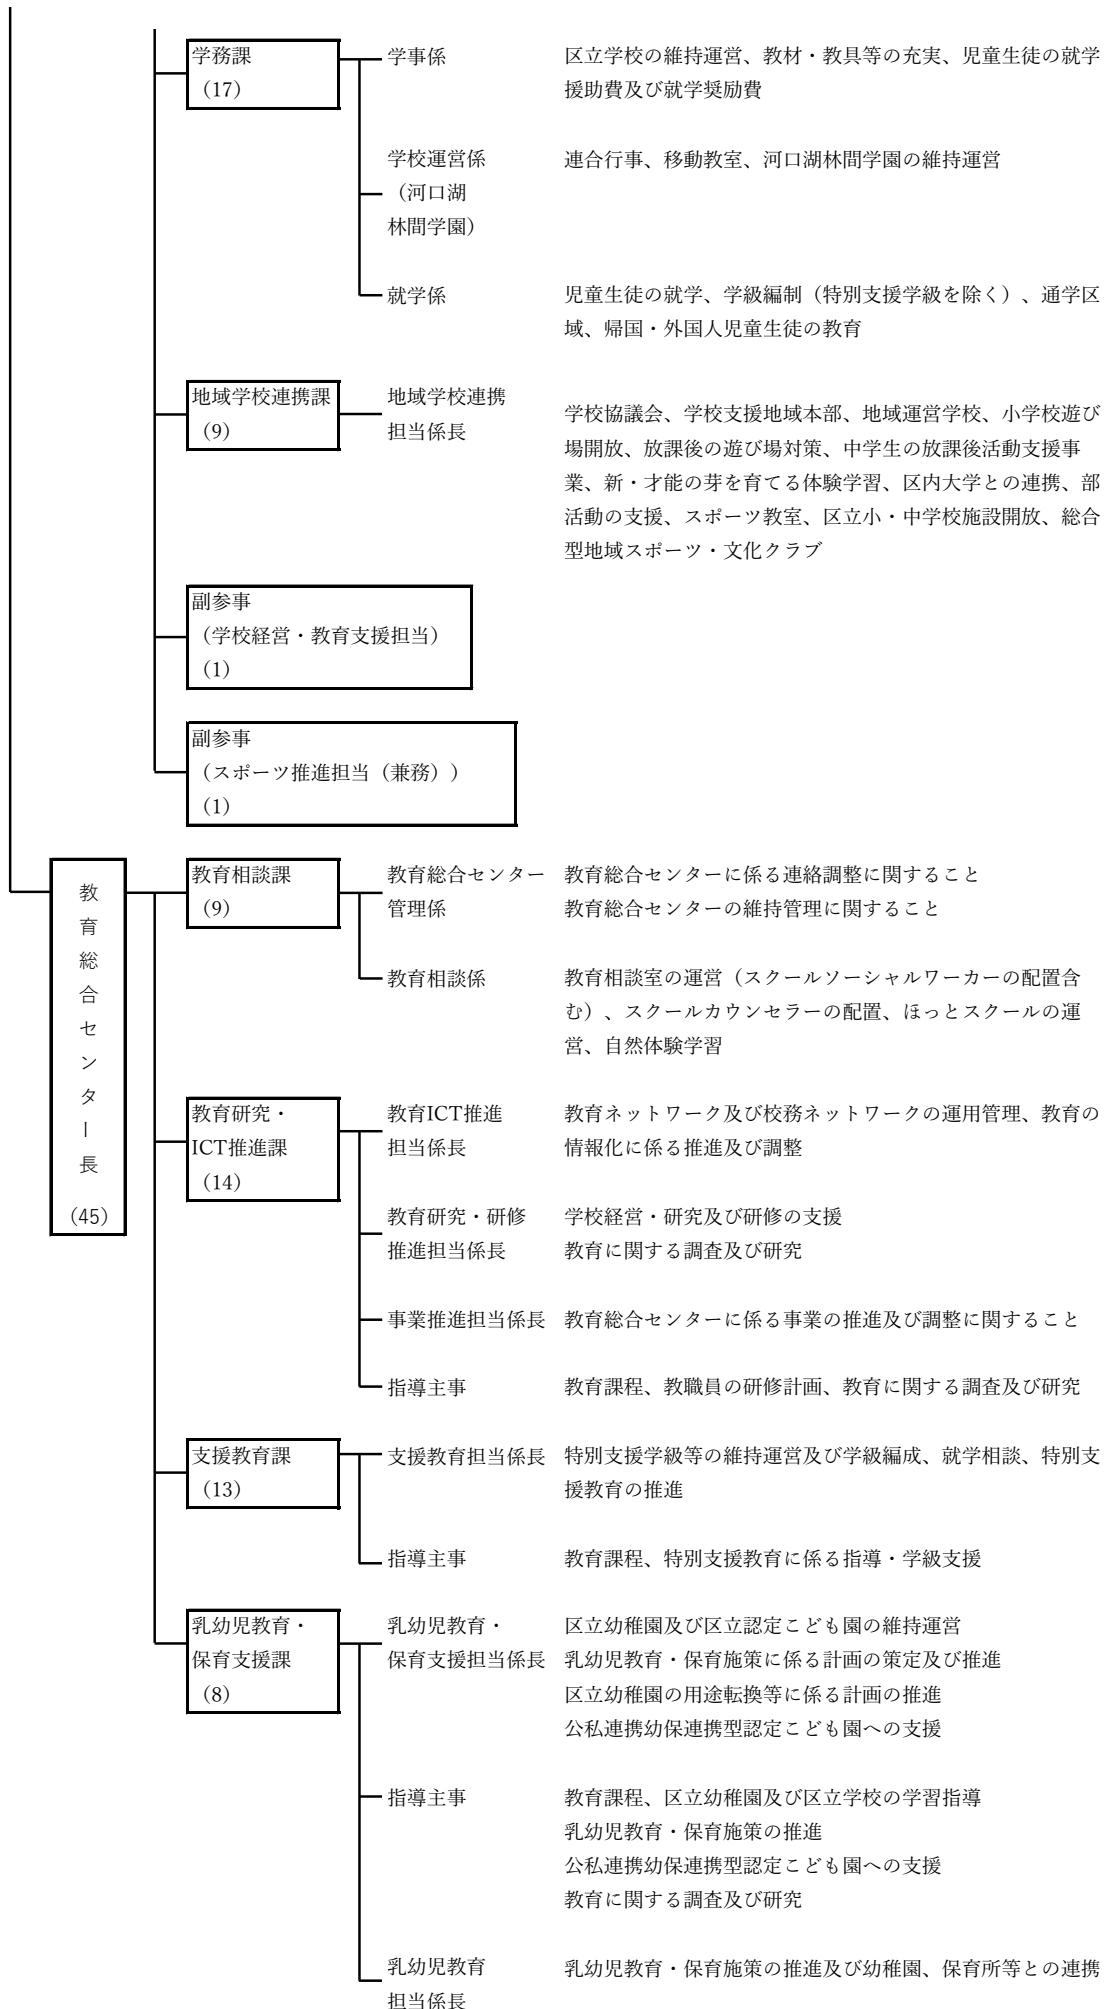 学務課
（17）
学事係
区立学校の維持運営、教材・教具等の充実、児童生徒の就学
援助費及び就学奨励費
学校運営係
（河口湖
林間学園）
連合行事、移動教室、河口湖林間学園の維持運営
就学係
児童生徒の就学、学級編制（特別支援学級を除く）、通学区
域、帰国・外国人児童生徒の教育
地域学校連携課
（9）
地域学校連携
担当係長
学校協議会、学校支援地域本部、地域運営学校、小学校遊び
場開放、放課後の遊び場対策、中学生の放課後活動支援事
業、新・才能の芽を育てる体験学習、区内大学との連携、部
活動の支援、スポーツ教室、区立小・中学校施設開放、総合
型地域スポーツ・文化クラブ
副参事
（学校経営・教育支援担当）
（1）
副参事
（スポーツ推進担当（兼務））
（1）
教育総合センター長
（45）
教育相談課
（9）
教育総合センター
管理係
教育総合センターに係る連絡調整に関すること
教育総合センターの維持管理に関すること
教育相談係
教育相談室の運営（スクールソーシャルワーカーの配置含
む）、スクールカウンセラーの配置、ほっとスクールの運
営、自然体験学習
教育研究・
ICT推進課
（14）
教育ICT推進
担当係長
教育ネットワーク及び校務ネットワークの運用管理、教育の
情報化に係る推進及び調整
教育研究・研修
推進担当係長
学校経営・研究及び研修の支援
教育に関する調査及び研究
事業推進担当係長
教育総合センターに係る事業の推進及び調整に関すること
指導主事
教育課程、教職員の研修計画、教育に関する調査及び研究
支援教育課
（13）
支援教育担当係長
特別支援学級等の維持運営及び学級編成、就学相談、特別支
援教育の推進
指導主事
教育課程、特別支援教育に係る指導・学級支援
乳幼児教育・
保育支援課
（8）
乳幼児教育・
保育支援担当係長
区立幼稚園及び区立認定こども園の維持運営
乳幼児教育・保育施策に係る計画の策定及び推進
区立幼稚園の用途転換等に係る計画の推進
公私連携幼保連携型認定こども園への支援
指導主事
教育課程、区立幼稚園及び区立学校の学習指導
乳幼児教育・保育施策の推進
公私連携幼保連携型認定こども園への支援
教育に関する調査及び研究
乳幼児教育
担当係長
乳幼児教育・保育施策の推進及び幼稚園、保育所等との連携